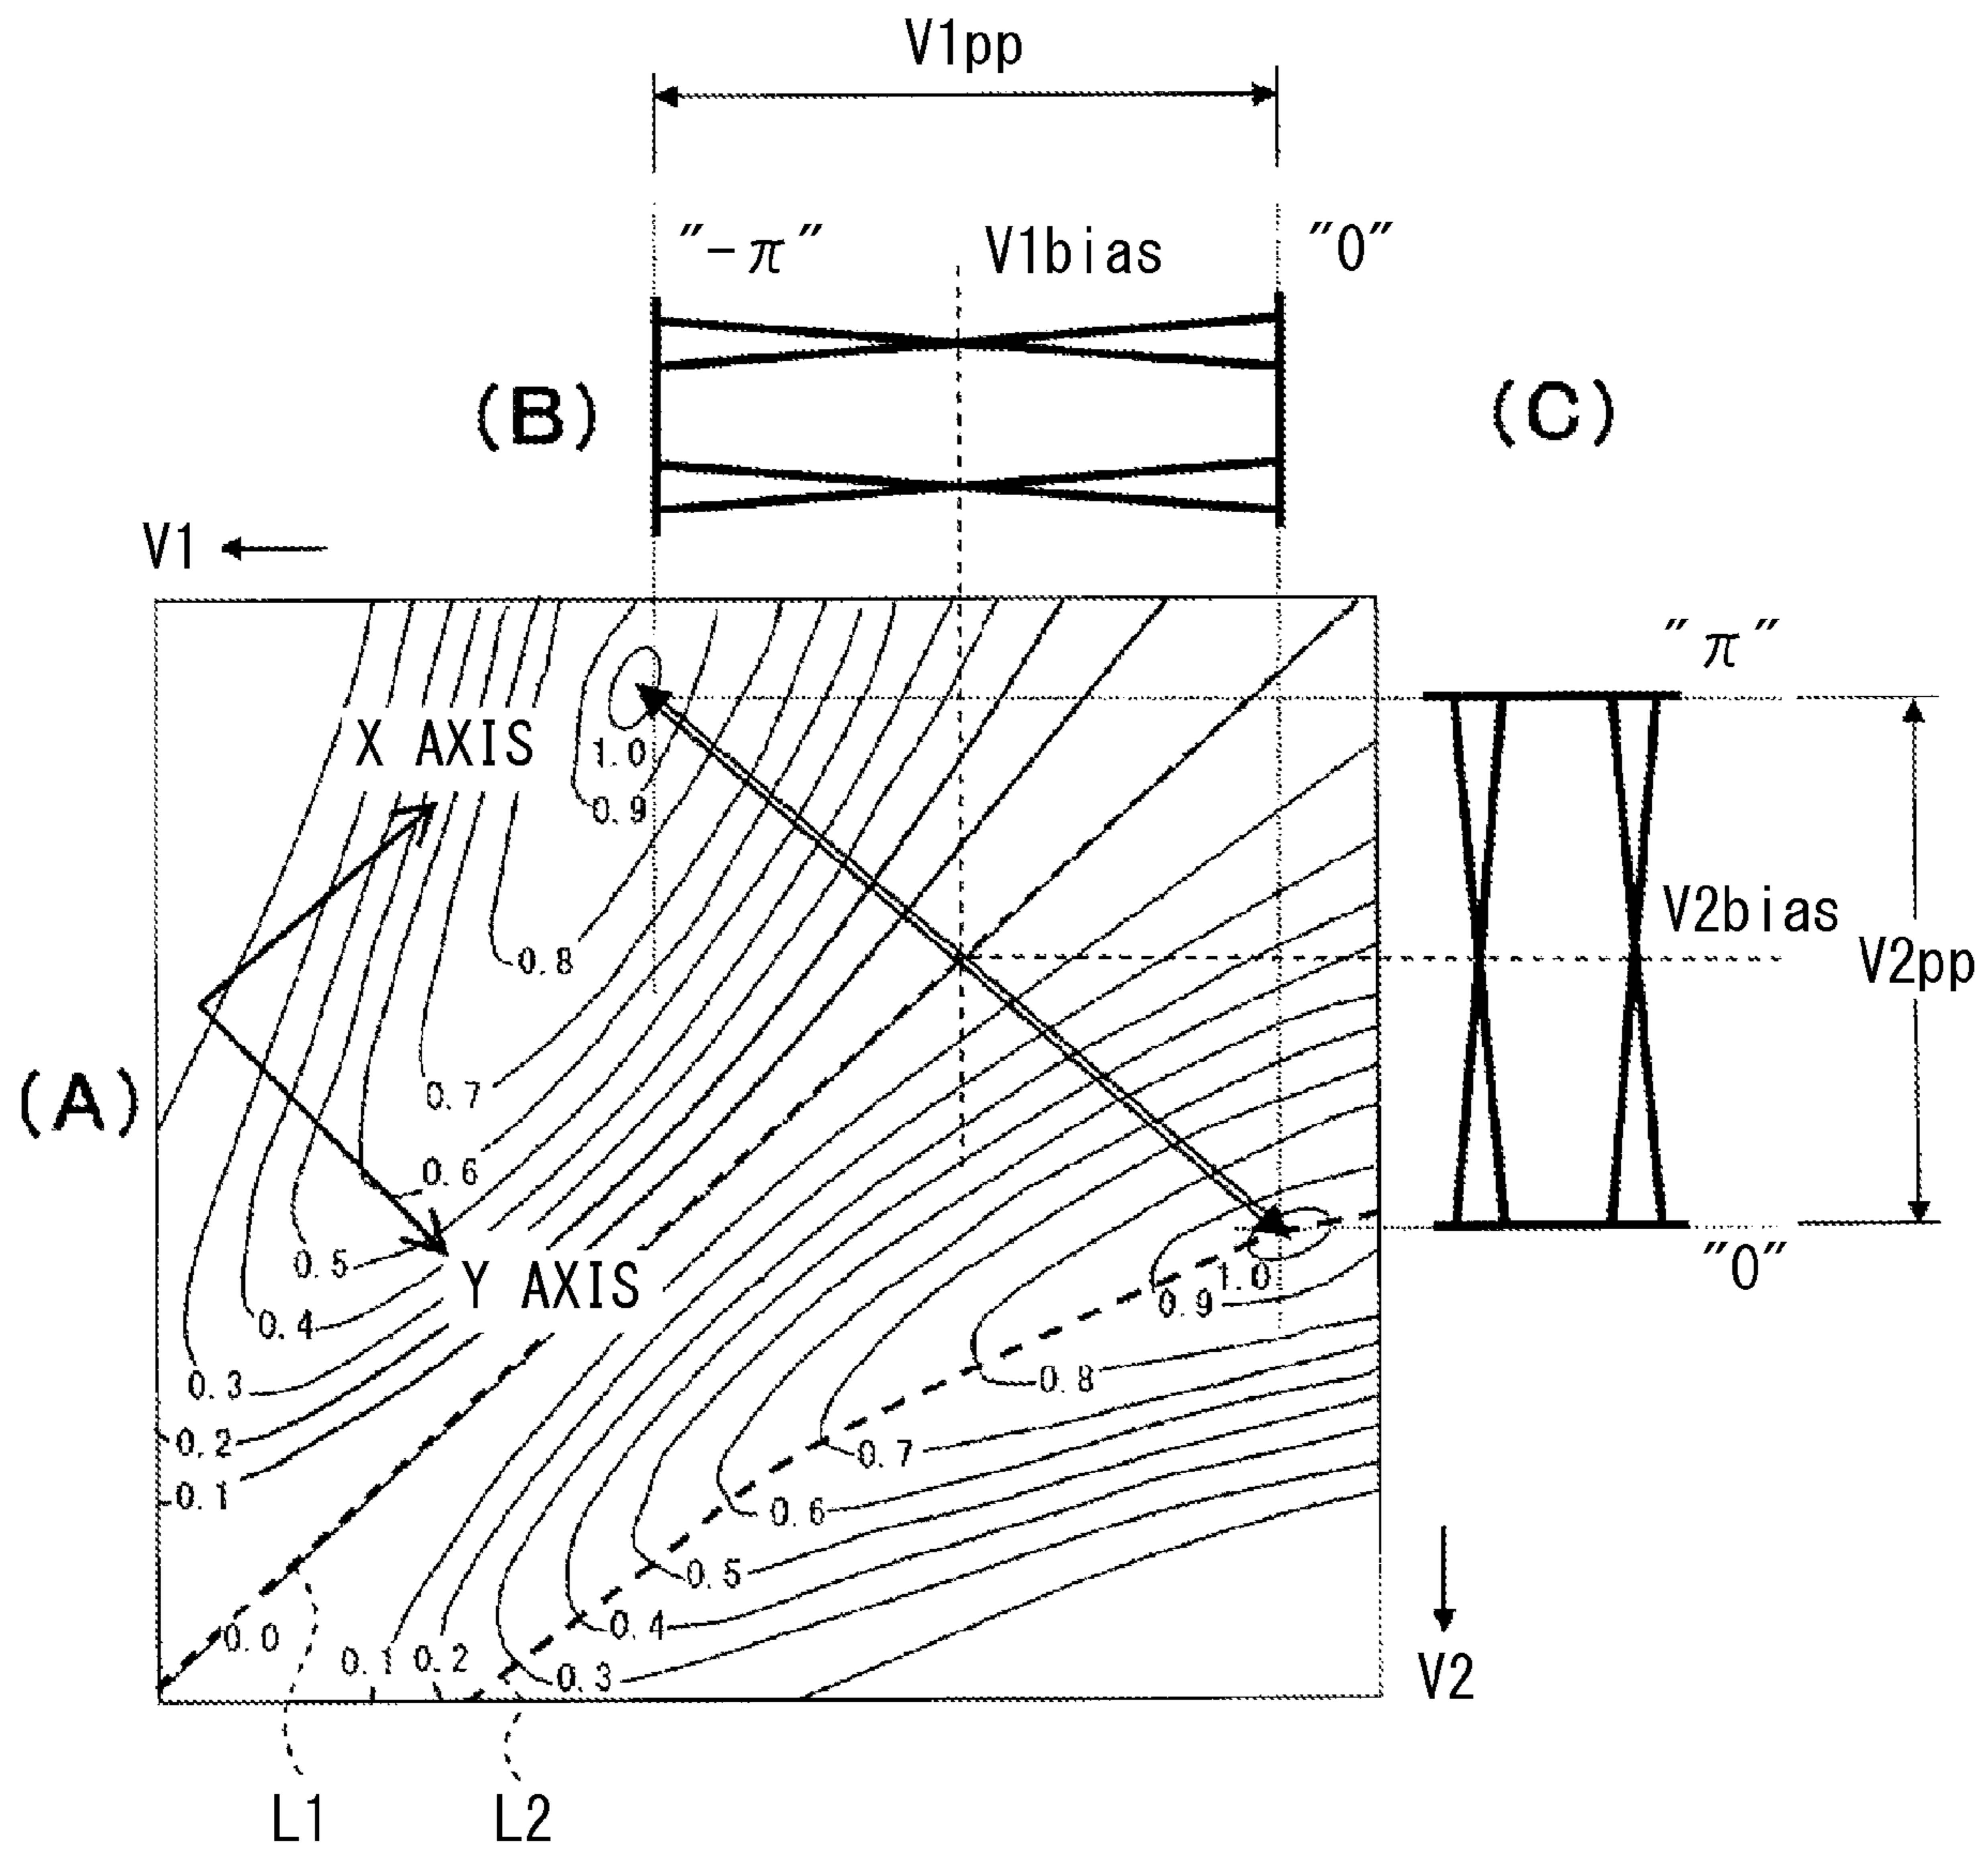 V1pp
"-π" V1bias "0"
(B) (C)
V1
"π"
X AXIS
1.0
0.9
V2bias
V2pp
0.8
(A)
0.7
0.6
0.5
Y AXIS
1.0
"0"
0.9
0.4
0.3
0.8
0.2
0.7
0.1
0.6
0.5
0.4
0.0
0.1 0.2
0.3
V2
L1 L2